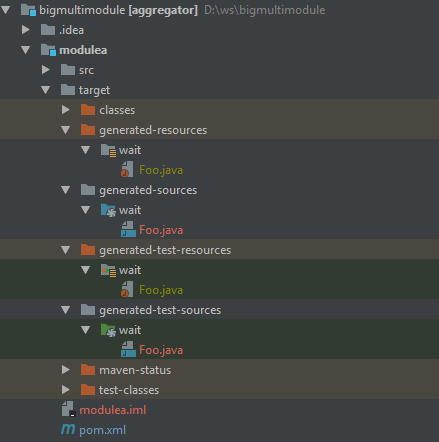 bigmultimodule [aggregator] D:\ws\bigmultimodule
.idea
modulea
src
target
classes
generated-resources
wait
Foo.java
generated-sources
wait
Foo.java
generated-test-resources
wait
Foo.java
generated-test-sources
wait
Foo.java
maven-status
test-classes
modulea.iml
pom.xml